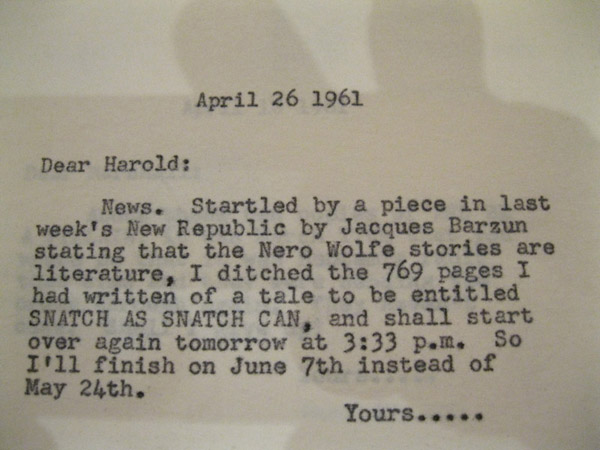 April 26 1961
Dear Harold:
News. Startled by a piece in last
week's New Republic by Jacques Barzun
stating that the Nero Wolfe stories are
literature, I ditched the 769 pages I
had written of a tale to be entitled
SNATCH AS SNATCH CAN, and shall start
over again tomorrow at 3:33 p.m. So
I'll finish on June 7th instead of
May 24th.
Yours.....